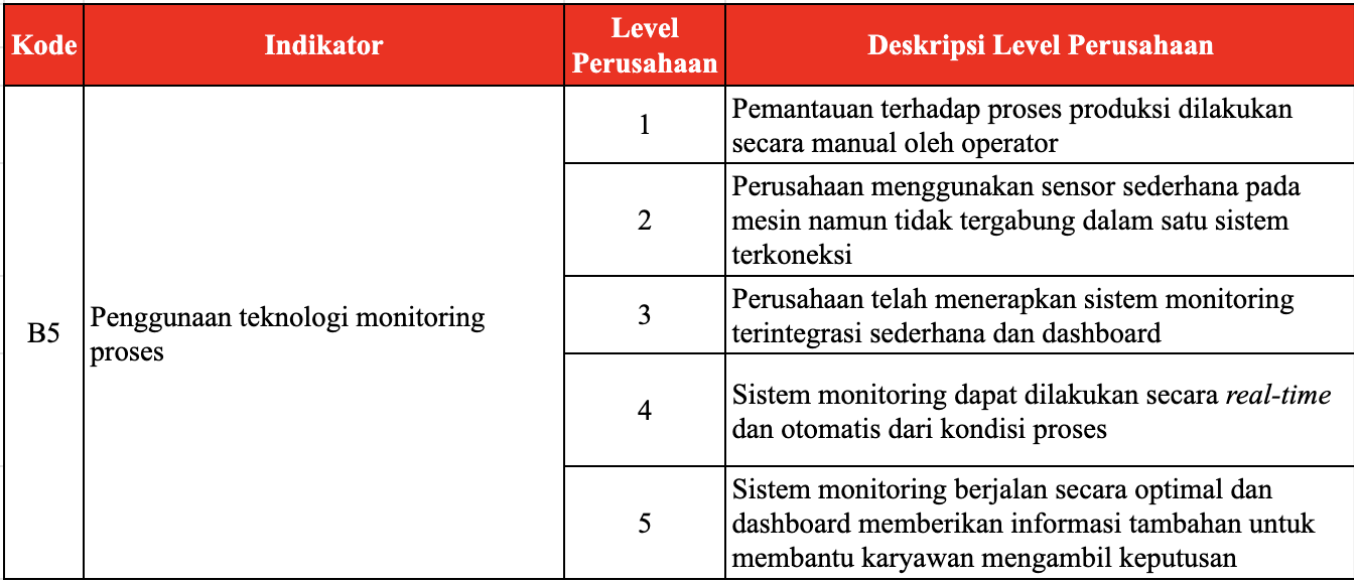 Kode
Indikator
Level
Perusahaan
Deskripsi Level Perusahaan
B5
Penggunaan teknologi monitoring
proses
1
Pemantauan terhadap proses produksi dilakukan
secara manual oleh operator
2
Perusahaan menggunakan sensor sederhana pada
mesin namun tidak tergabung dalam satu sistem
terkoneksi
3
Perusahaan telah menerapkan sistem monitoring
terintegrasi sederhana dan dashboard
4
Sistem monitoring dapat dilakukan secara real-time
dan otomatis dari kondisi proses
5
Sistem monitoring berjalan secara optimal dan
dashboard memberikan informasi tambahan untuk
membantu karyawan mengambil keputusan